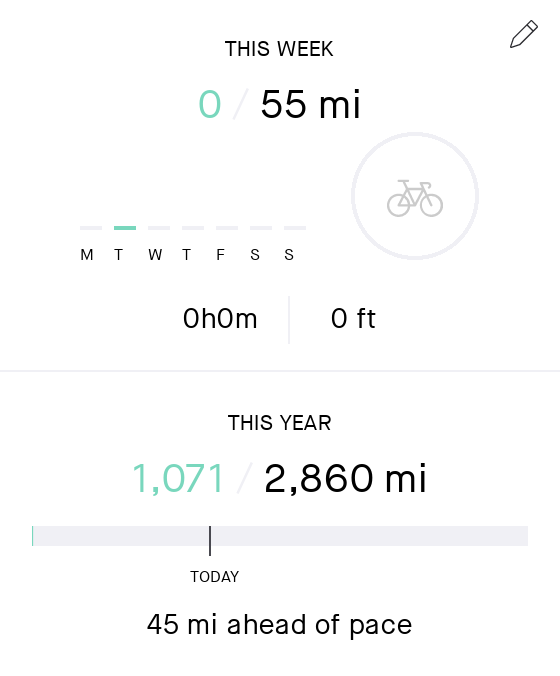 THIS WEEK
0 / 55 mi
M T W T F S S
0h0m 0 ft
THIS YEAR
1,071 / 2,860 mi
TODAY
45 mi ahead of pace